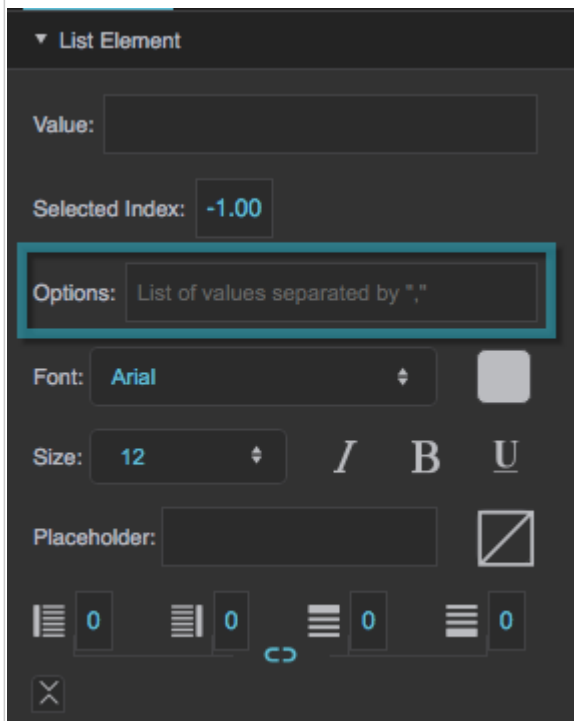 List Element
Value:
Selected Index: -1.00
Options: List of values separated by ","
Font: Arial
Size: 12 I B U
Placeholder:
0 0 0 0